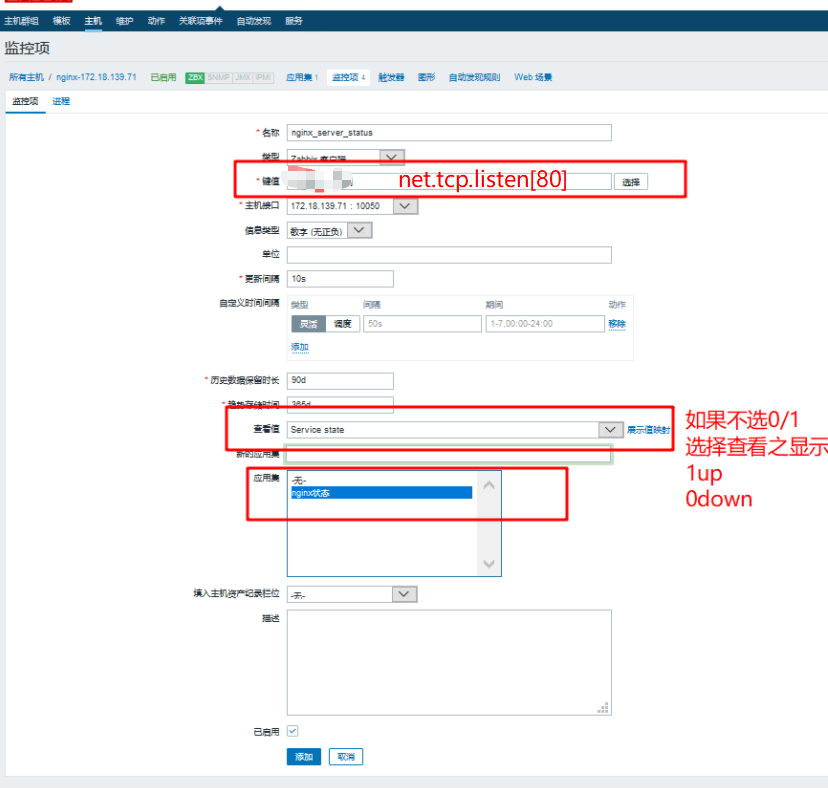 主机群组 模板 主机 维护 动作 关联项事件 自动发现 服务
监控项
所有主机 / nginx-172.18.139.71 已启用 ZBX SNMP JMX IPMI 应用集 1 监控项 4 触发器 图形 自动发现规则 Web 场景
监控项 进程
* 名称 nginx_server_status
类型 Zabbix 客户端
* 键值 net.tcp.listen[80] 选择
* 主机接口 172.18.139.71 : 10050
信息类型 数字 (无正负)
单位
* 更新间隔 10s
自定义时间间隔 类型 间隔 期间 动作
灵活 调度 50s 1-7,00:00-24:00 移除
添加
* 历史数据保留时长 90d
* 趋势存储时间 365d
查看值 Service state 展示值映射
如果不选0/1
选择查看之显示
1up
0down
新的应用集
应用集 -无-
nginx状态
填入主机资产纪录栏位 -无-
描述
已启用
添加 取消